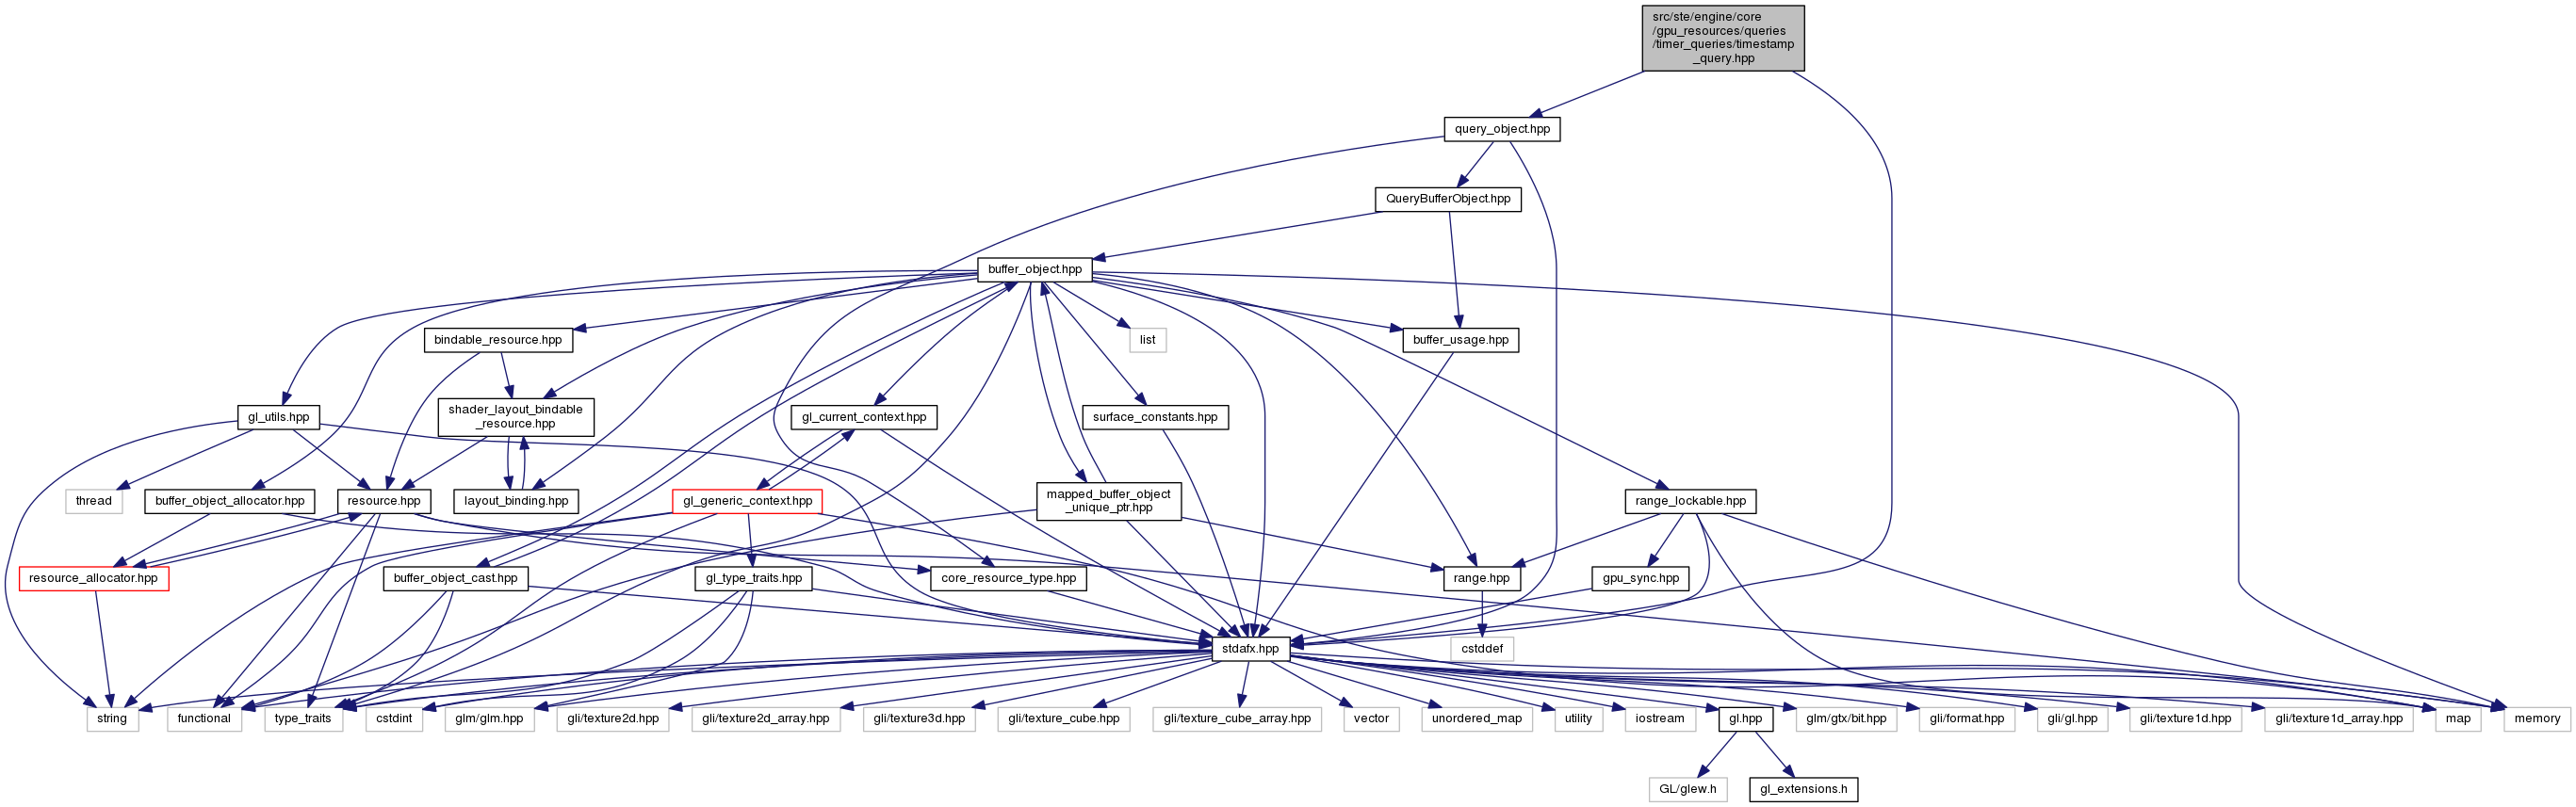 src/ste/engine/core
/gpu_resources/queries
/timer_queries/timestamp
_query.hpp
query_object.hpp
QueryBufferObject.hpp
buffer_object.hpp
bindable_resource.hpp
list
buffer_usage.hpp
gl_utils.hpp
shader_layout_bindable
_resource.hpp
gl_current_context.hpp
surface_constants.hpp
thread
buffer_object_allocator.hpp
resource.hpp
layout_binding.hpp
gl_generic_context.hpp
mapped_buffer_object
_unique_ptr.hpp
range_lockable.hpp
resource_allocator.hpp
buffer_object_cast.hpp
gl_type_traits.hpp
core_resource_type.hpp
range.hpp
gpu_sync.hpp
stdafx.hpp
cstddef
string
functional
type_traits
cstdint
glm/glm.hpp
gli/texture2d.hpp
gli/texture2d_array.hpp
gli/texture3d.hpp
gli/texture_cube.hpp
gli/texture_cube_array.hpp
vector
unordered_map
utility
iostream
gl.hpp
glm/gtx/bit.hpp
gli/format.hpp
gli/gl.hpp
gli/texture1d.hpp
gli/texture1d_array.hpp
map
memory
GL/glew.h
gl_extensions.h